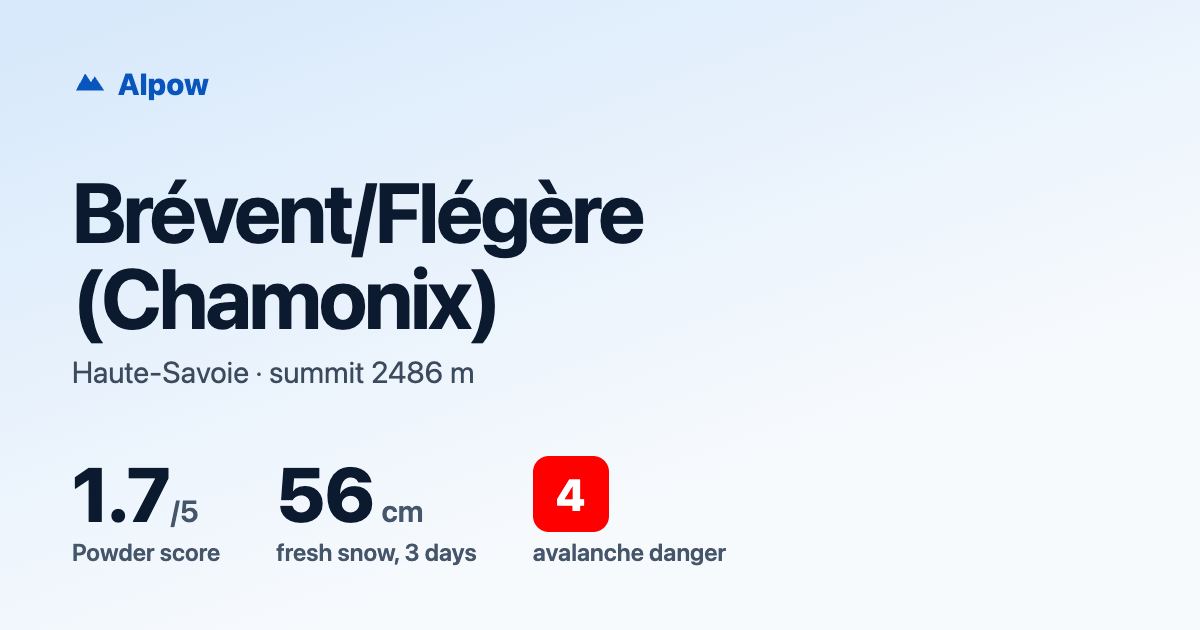 Alpow
Brévent/Flégère
(Chamonix)
Haute-Savoie · summit 2486 m
1.7/5
56 cm
4
Powder score
fresh snow, 3 days
avalanche danger